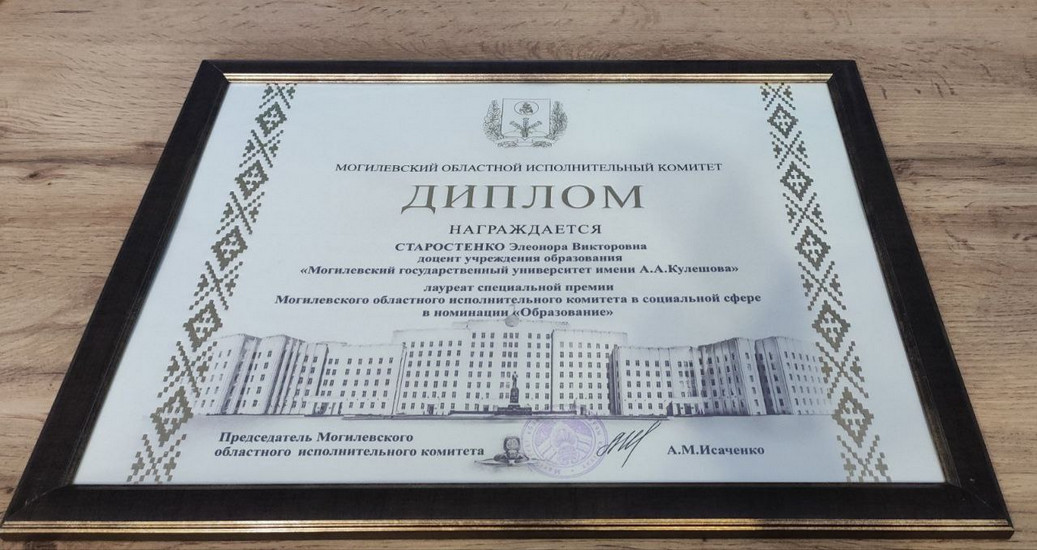 МОГИЛЕВСКИЙ ОБЛАСТНОЙ ИСПОЛНИТЕЛЬНЫЙ КОМИТЕТ
ДИПЛОМ
НАГРАЖДАЕТСЯ
СТАРОСТЕНКО Элеонора Викторовна
доцент учреждения образования
«Могилевский государственный университет имени А.А.Кулешова»
лауреат специальной премии
Могилевского областного исполнительного комитета в социальной сфере
в номинации «Образование»
Председатель Могилевского
областного исполнительного комитета
А.М.Исаченко